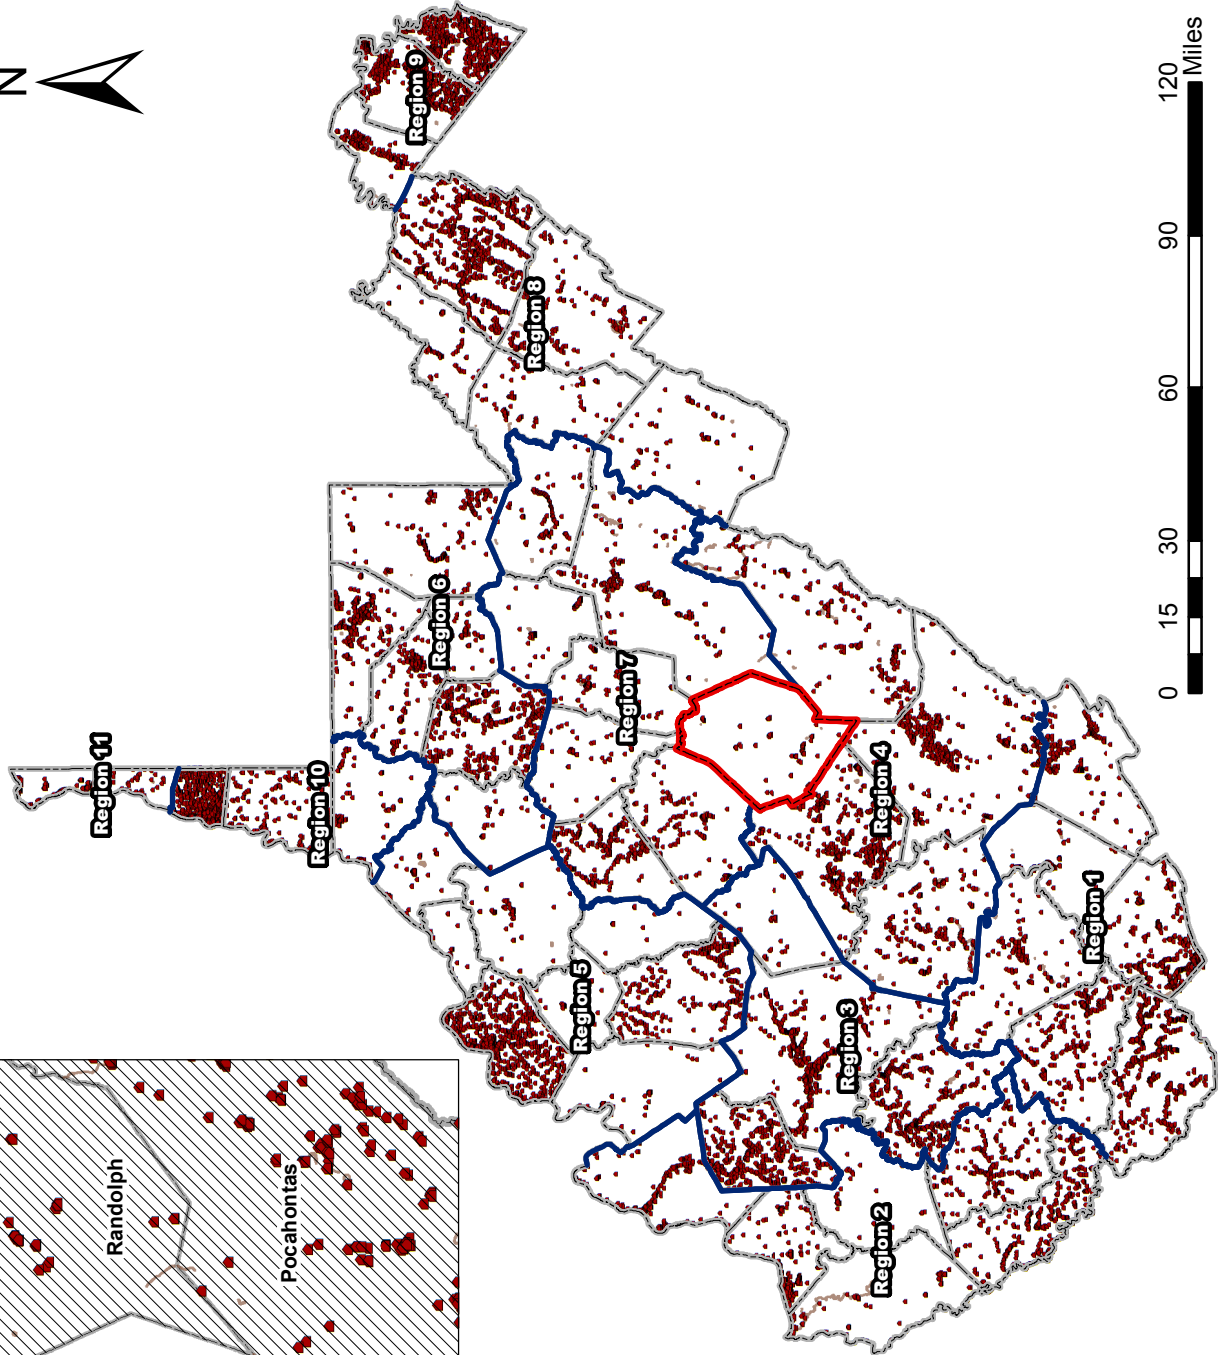 N
Region 11
Region 10
Region 9
Region 8
Region 6
Region 7
Region 5
Region 4
Region 3
Region 2
Region 1
Randolph
Pocahontas
0 15 30 60 90 120
Miles